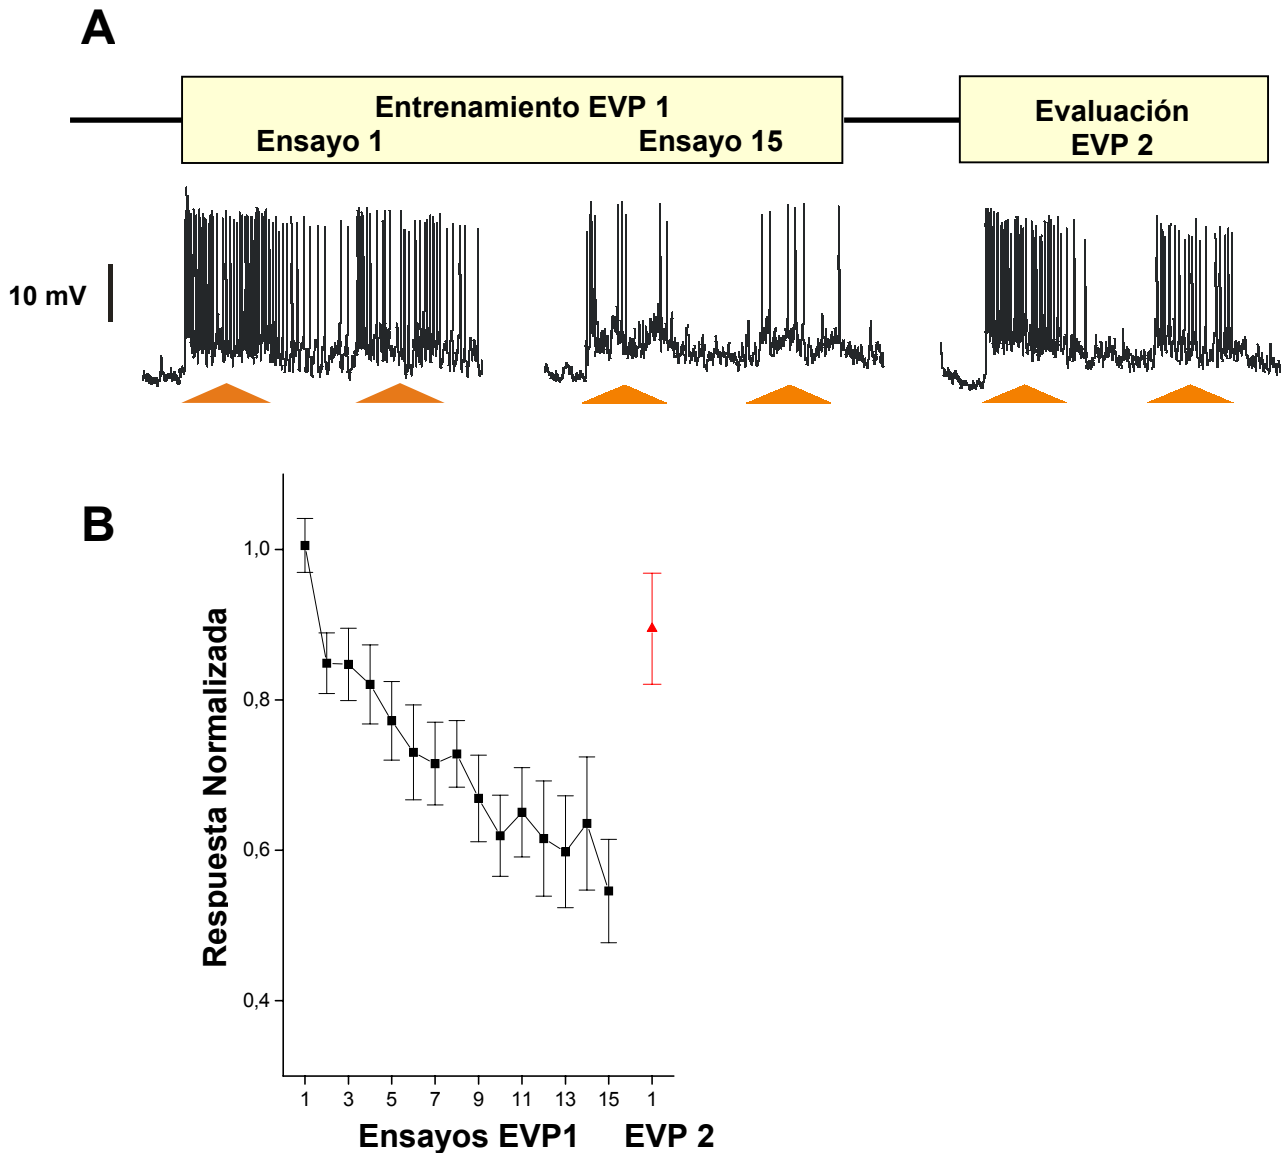 A
Entrenamiento EVP 1
Ensayo 1 Ensayo 15
Evaluación
EVP 2
10 mV
B
Respuesta Normalizada
1,0
0,8
0,6
0,4
1 3 5 7 9 11 13 15 1
Ensayos EVP1 EVP 2